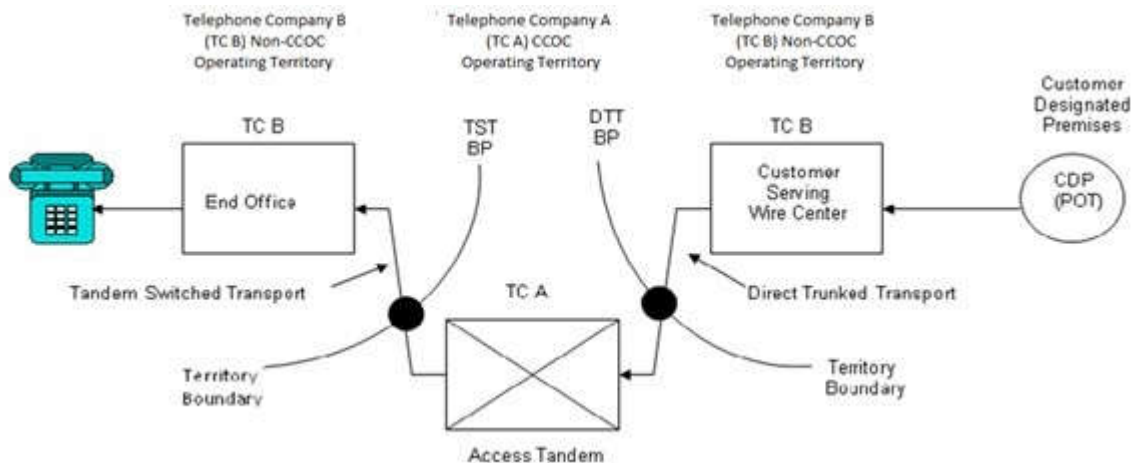 Telephone Company B
(TC B) Non-CCOC
Operating Territory
Telephone Company A
(TC A) CCOC
Operating Territory
Telephone Company B
(TC B) Non-CCOC
Operating Territory
Customer
Designated
Premises
TC B
TST
BP
DTT
BP
TC B
End Office
Customer
Serving
Wire Center
CDP
(POT)
Tandem Switched Transport
TC A
Direct Trunked Transport
Territory
Boundary
Territory
Boundary
Access Tandem